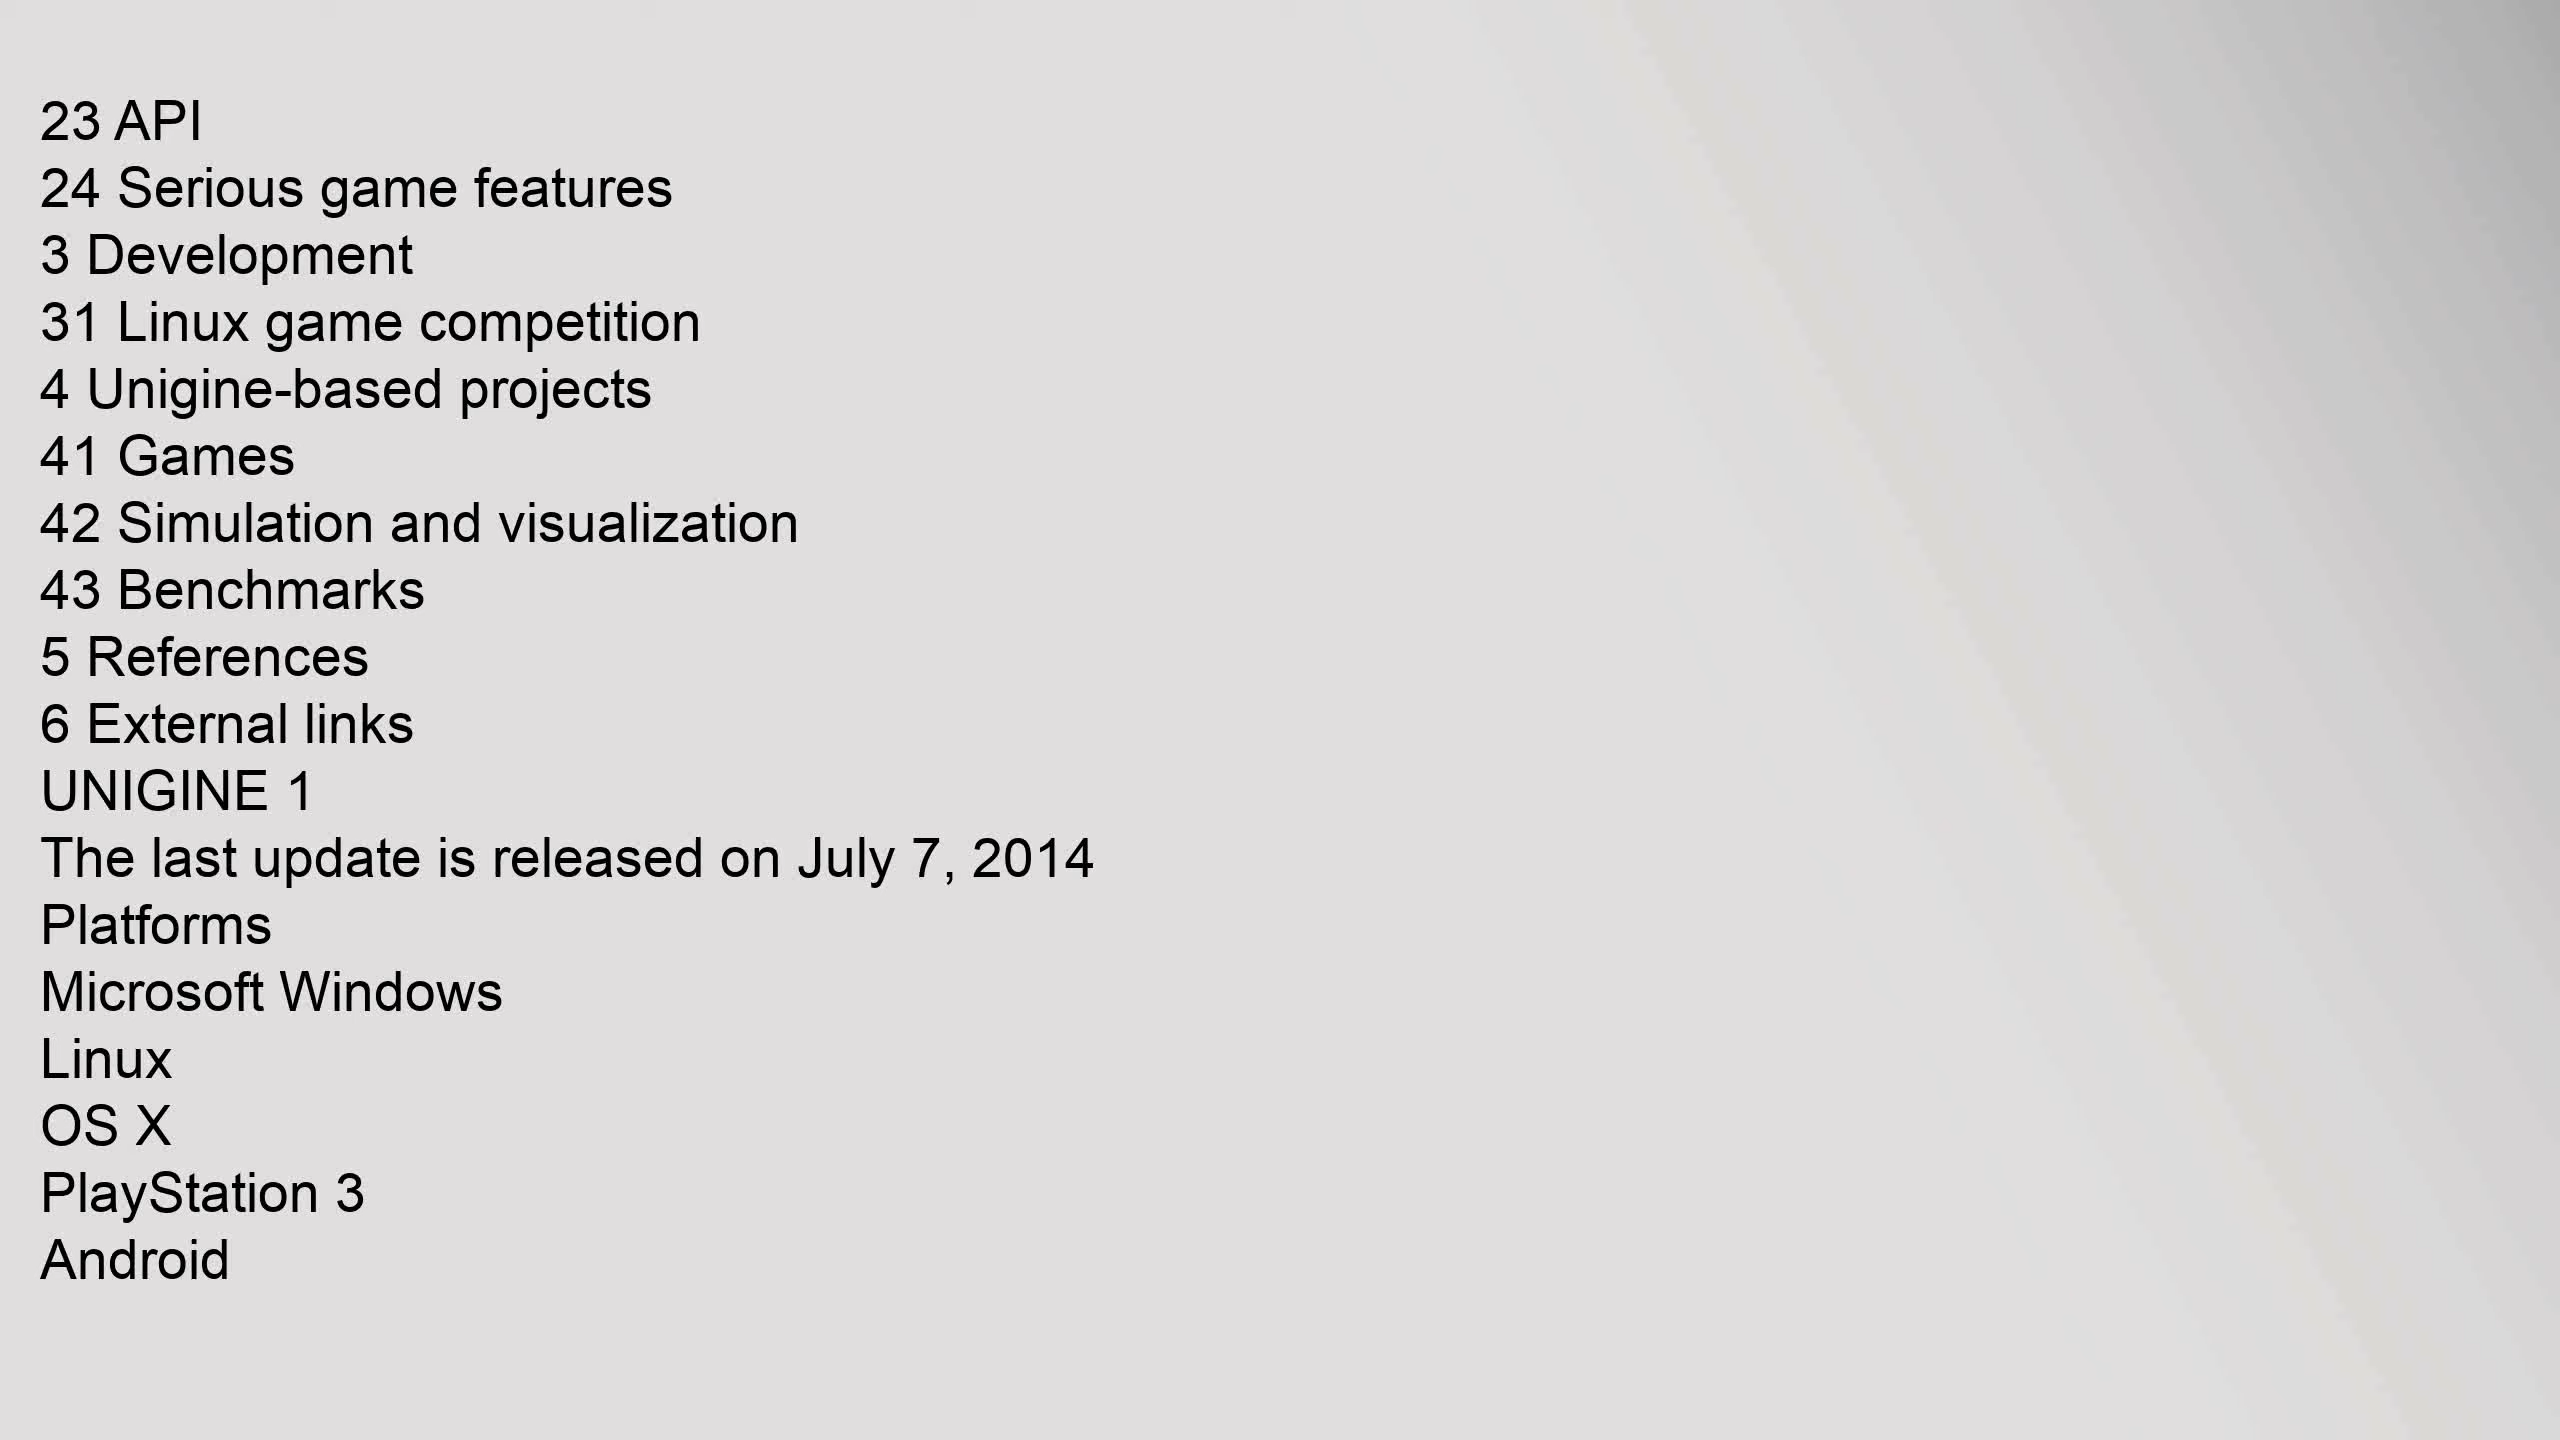 23 API
24 Serious game features
3 Development
31 Linux game competition
4 Unigine-based projects
41 Games
42 Simulation and visualization
43 Benchmarks
5 References
6 External links
UNIGINE 1
The last update is released on July 7, 2014
Platforms
Microsoft Windows
Linux
OS X
PlayStation 3
Android